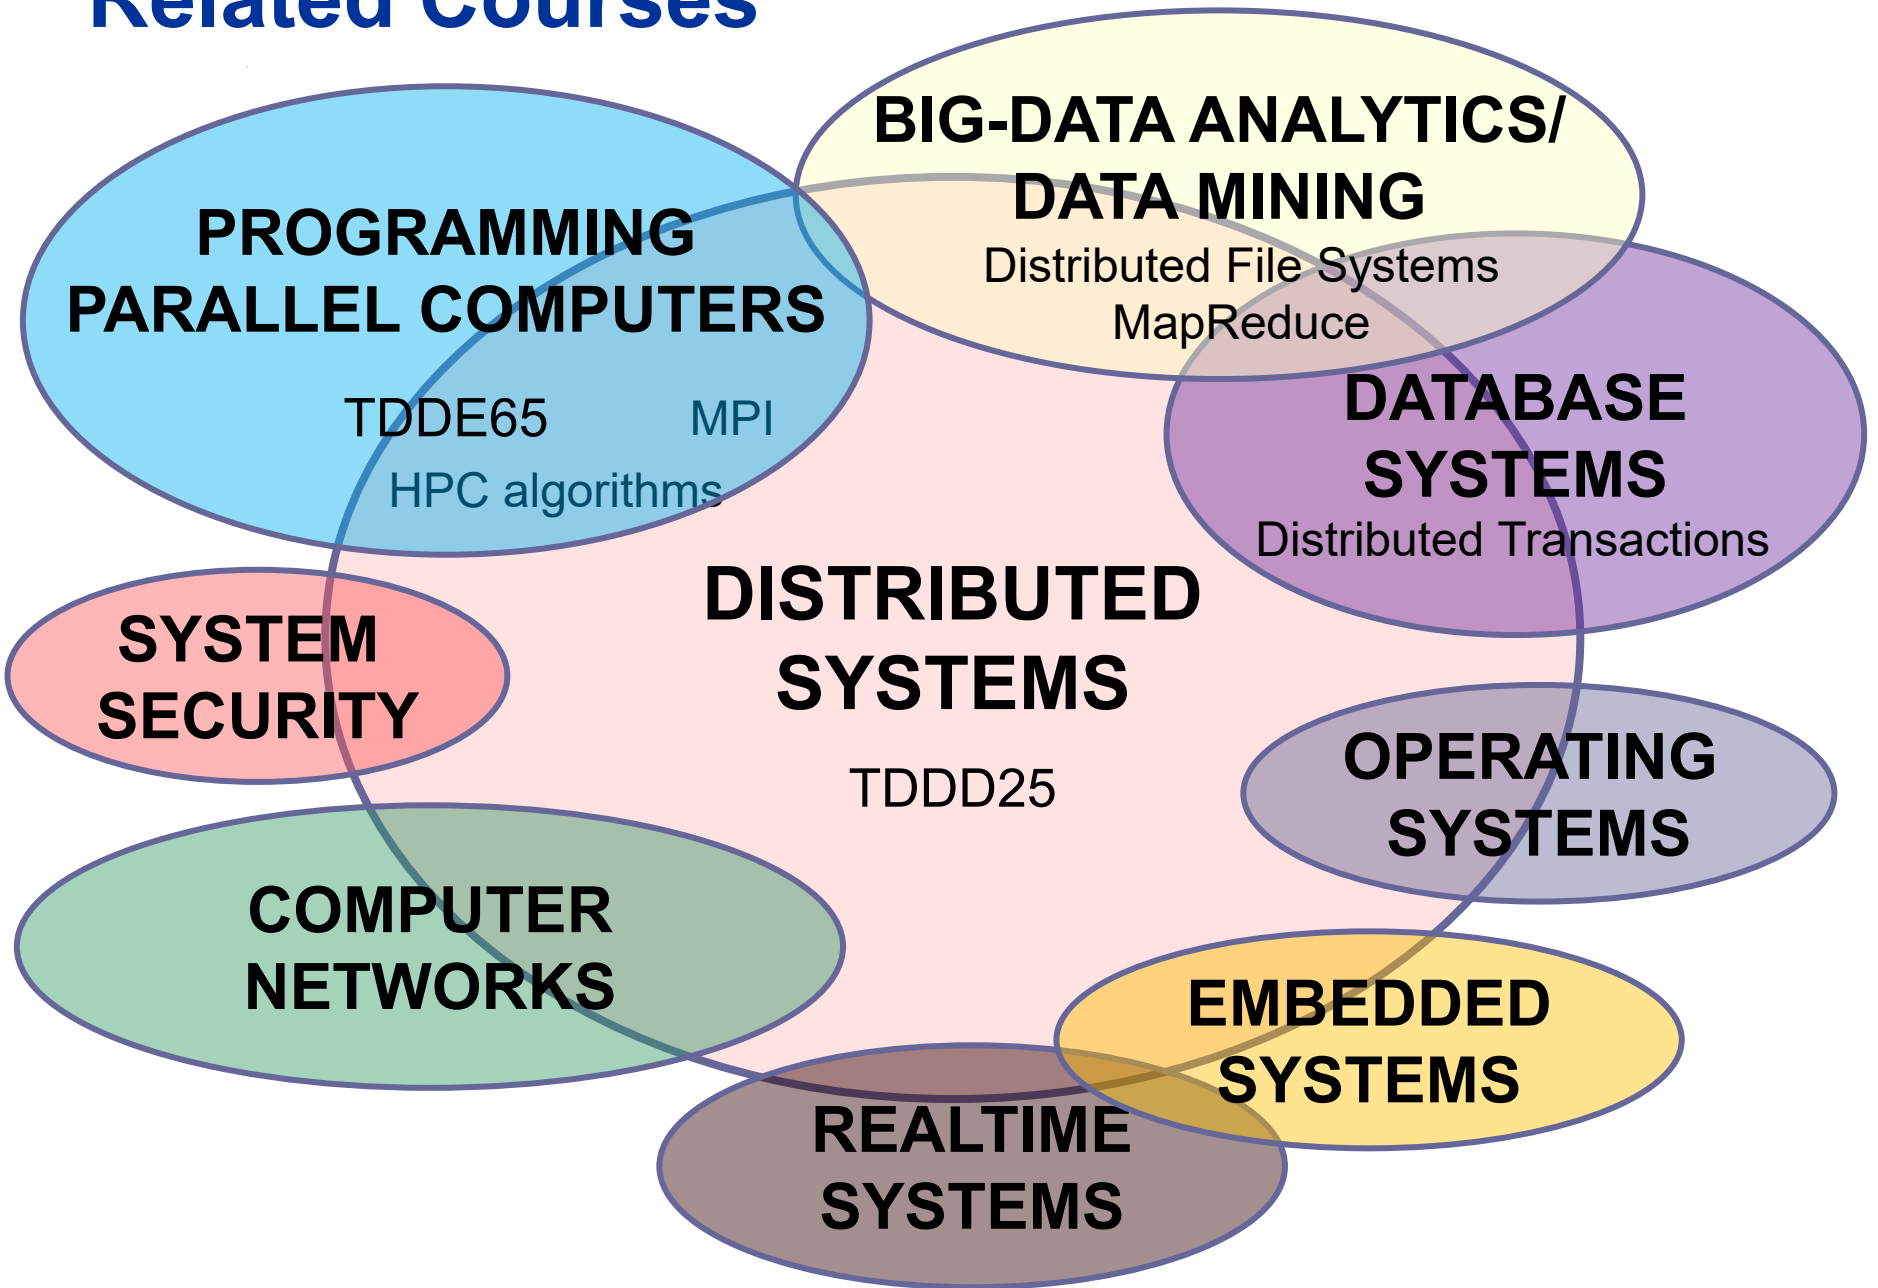 Related Courses
BIG-DATA ANALYTICS/
DATA MINING
Distributed File Systems
MapReduce
PROGRAMMING
PARALLEL COMPUTERS
TDDE65 MPI
HPC algorithms
DATABASE
SYSTEMS
Distributed Transactions
DISTRIBUTED
SYSTEMS
TDDD25
SYSTEM
SECURITY
OPERATING
SYSTEMS
COMPUTER
NETWORKS
EMBEDDED
SYSTEMS
REALTIME
SYSTEMS